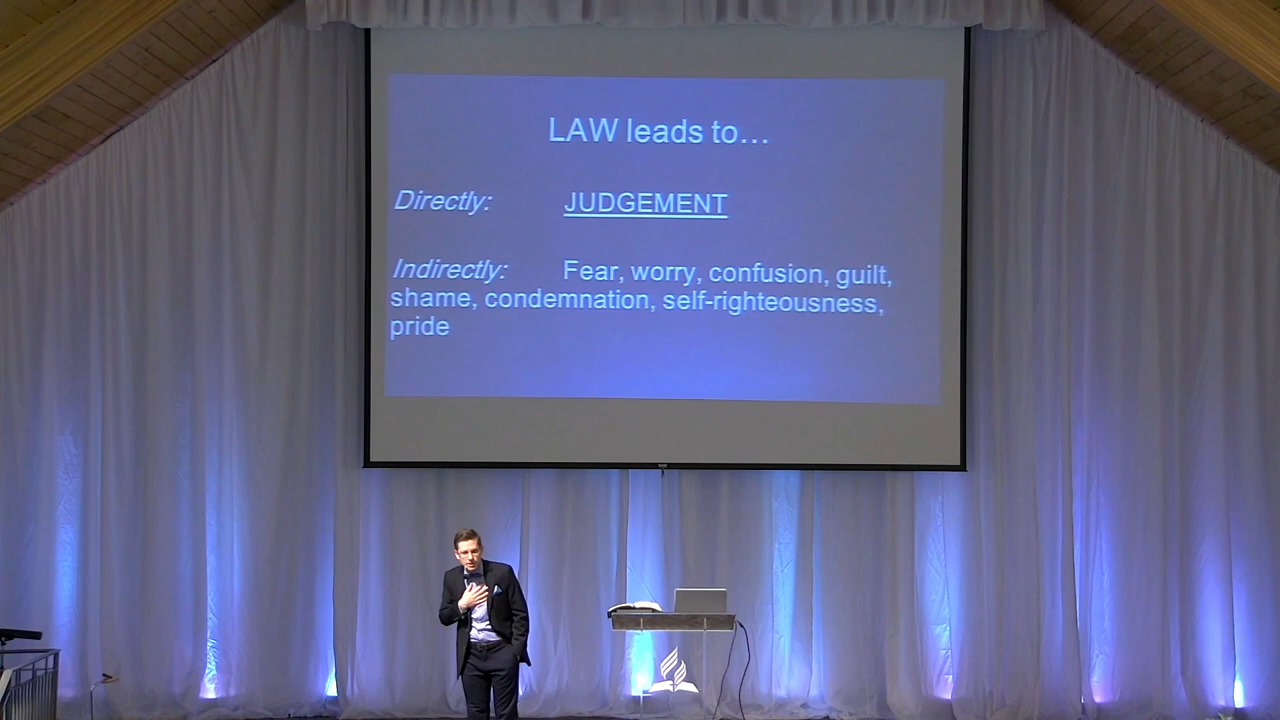 LAW leads to…
Directly: JUDGEMENT
Indirectly: Fear, worry, confusion, guilt,
shame, condemnation, self-righteousness,
pride